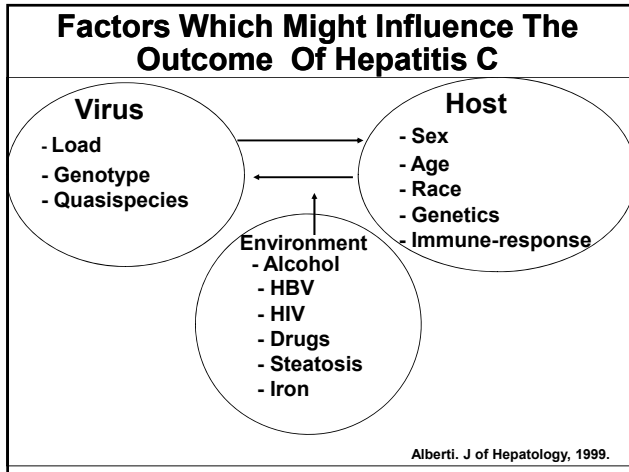 Factors Which Might Influence The
Outcome Of Hepatitis C
Virus
- Load
- Genotype
- Quasispecies
Host
- Sex
- Age
- Race
- Genetics
- Immune-response
Environment
- Alcohol
- HBV
- HIV
- Drugs
- Steatosis
- Iron
Alberti. J of Hepatology, 1999.